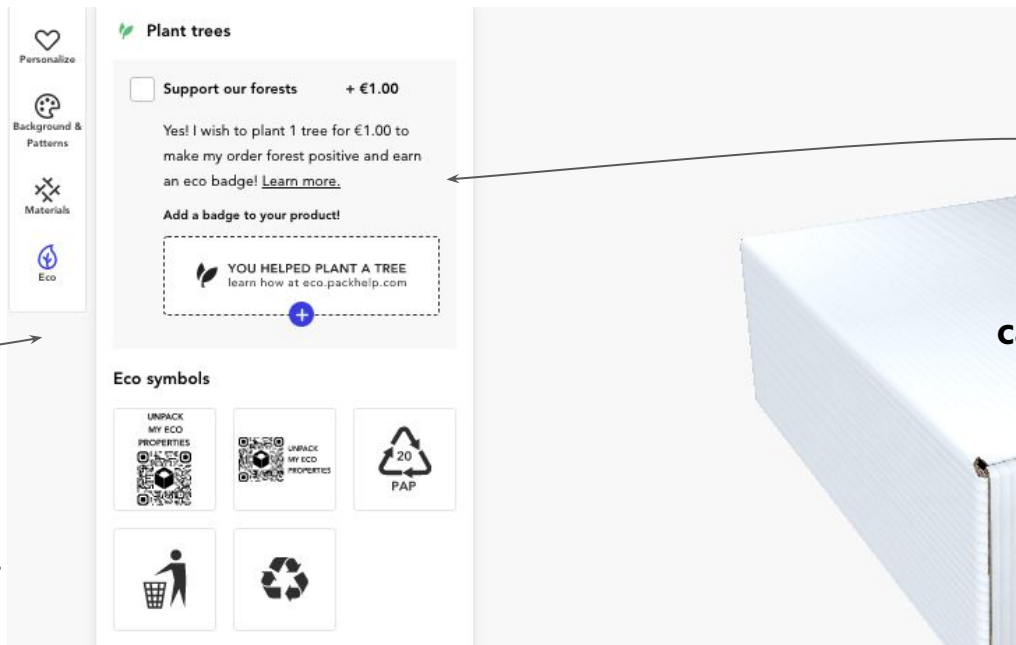 Personalize
Background &
Patterns
Materials
Eco
Plant trees
Support our forests + €1.00
Yes! I wish to plant 1 tree for €1.00 to
make my order forest positive and earn
an eco badge! Learn more.
Add a badge to your product!
YOU HELPED PLANT A TREE
learn how at eco.packhelp.com
Eco symbols
UNPACK
MY ECO
PROPERTIES
UNPACK
MY ECO
PROPERTIES
20
PAP